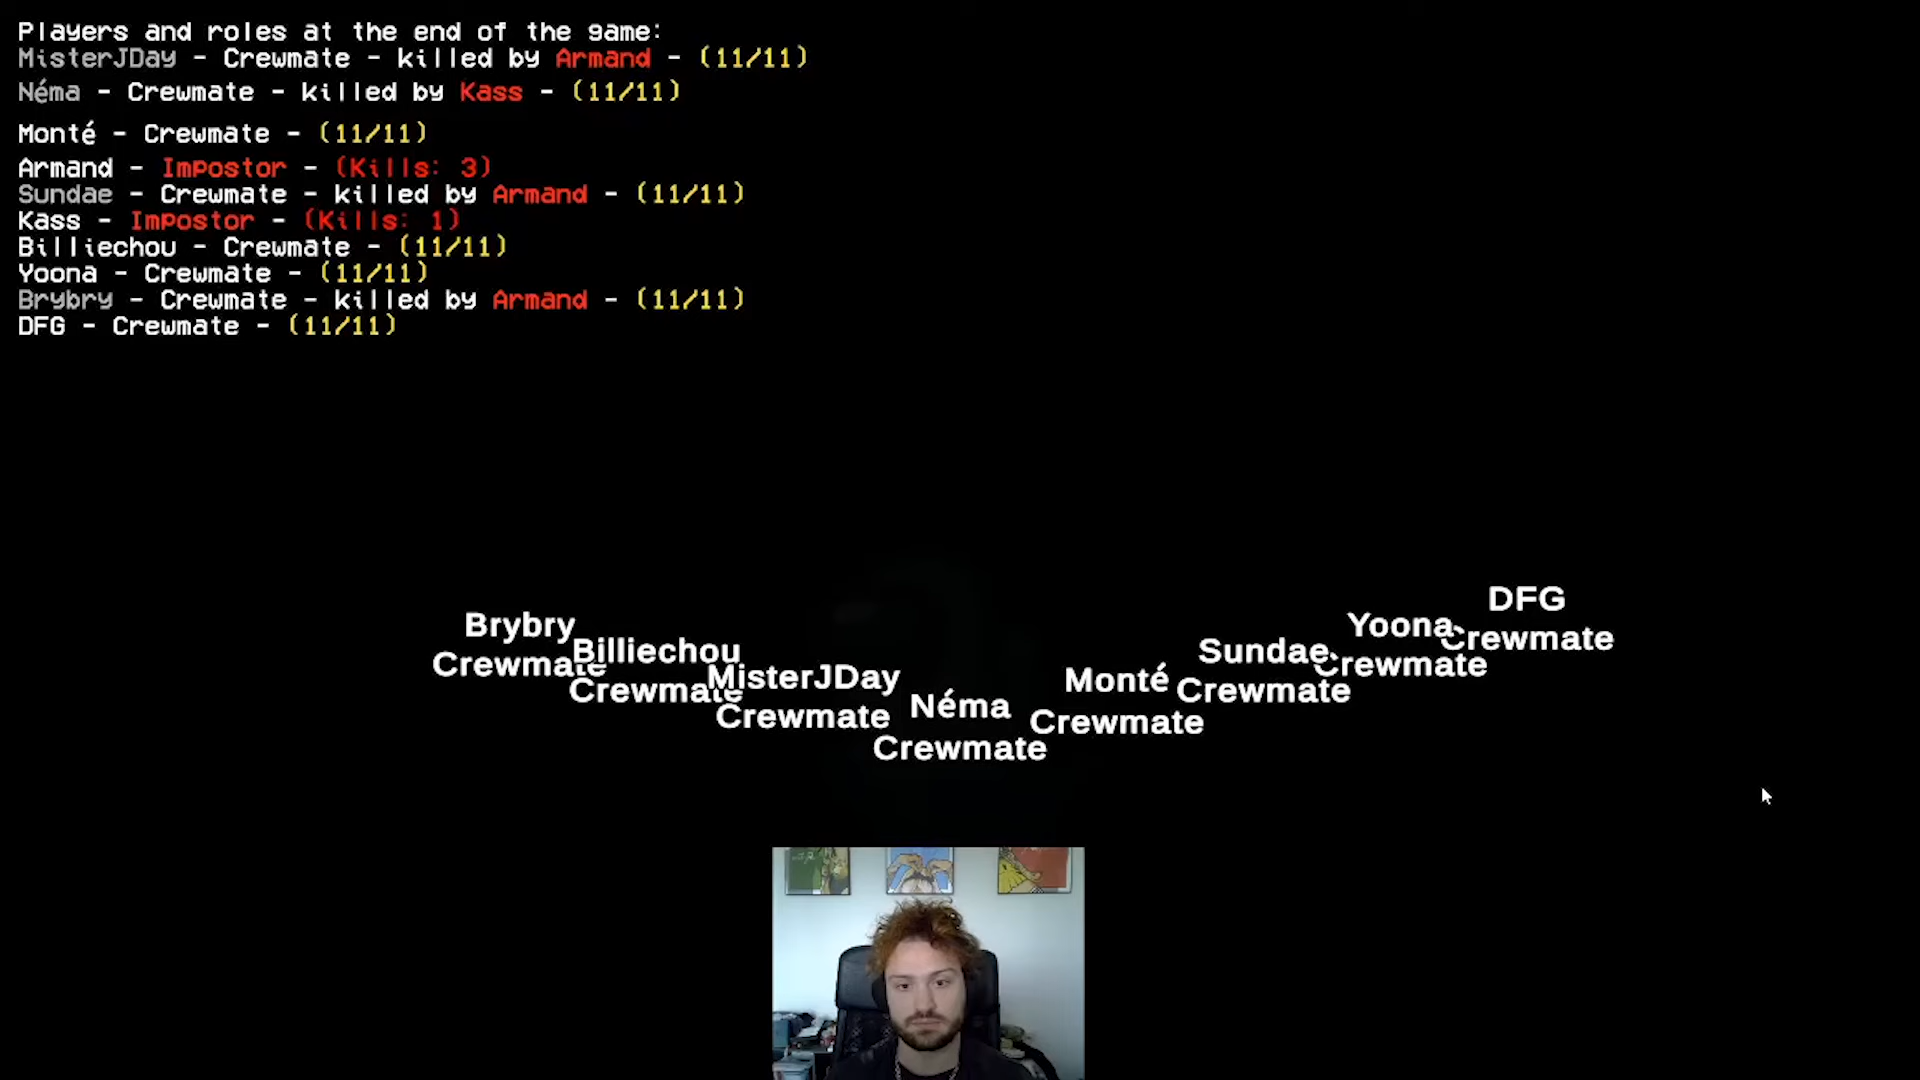 Players and roles at the end of the game:
MisterJDay - Crewmate - killed by Armand - (11/11)
Néma - Crewmate - killed by Kass - (11/11)
Monté - Crewmate - (11/11)
Armand - Impostor - (Kills: 3)
Sundae - Crewmate - killed by Armand - (11/11)
Kass - Impostor - (Kills: 1)
Billiechou - Crewmate - (11/11)
Yoona - Crewmate - (11/11)
Brybry - Crewmate - killed by Armand - (11/11)
DFG - Crewmate - (11/11)
Brybry
Crewmate
Billiechou
Crewmate
MisterJDay
Crewmate
Néma
Crewmate
Monté
Crewmate
Sundae
Crewmate
Yoona
Crewmate
DFG
Crewmate